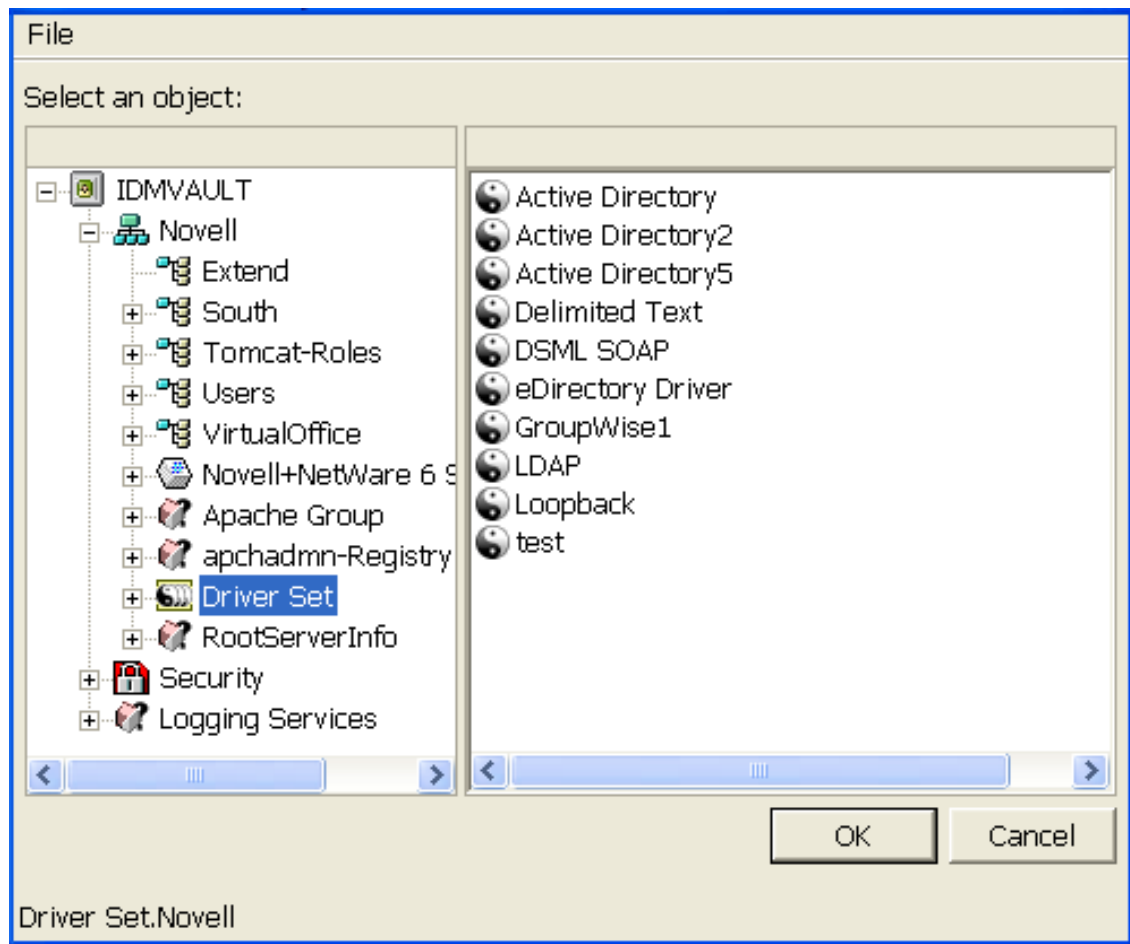 File
Select an object:
IDMVAULT
Novell
Extend
South
Tomcat-Roles
Users
VirtualOffice
Novell+NetWare 6
Apache Group
apchadmn-Registry
Driver Set
RootServerInfo
Security
Logging Services
Active Directory
Active Directory2
Active Directory5
Delimited Text
DSML SOAP
eDirectory Driver
GroupWise1
LDAP
Loopback
test
OK
Cancel
Driver Set.Novell